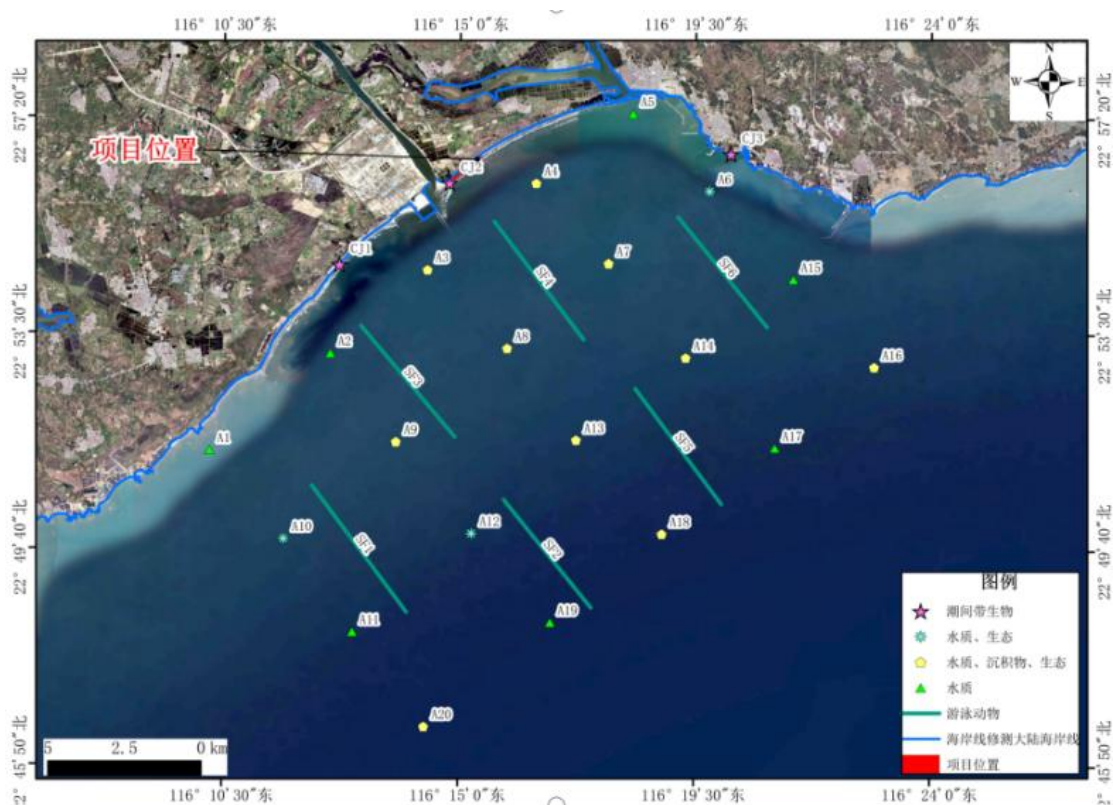 116° 10′30″东
116° 15′0″东
116° 19′30″东
116° 24′0″东
N
W
E
S
22° 57′20″北
22° 57′20″北
A5
项目位置
CJ3
CJ2
A4
A6
CJ1
A3
SF4
A7
SF6
A15
22° 53′30″北
22° 53′30″北
A2
A8
A14
A16
SF3
A1
A9
A13
SF5
A17
A10
A12
A18
22° 49′40″北
22° 49′40″北
SF1
SF2
A11
A19
A20
图例
潮间带生物
水质、生态
水质、沉积物、生态
水质
游泳动物
海岸线修测大陆海岸线
项目位置
5 2.5 0 km
22° 45′50″北
22° 45′50″北
116° 10′30″东
116° 15′0″东
116° 19′30″东
116° 24′0″东